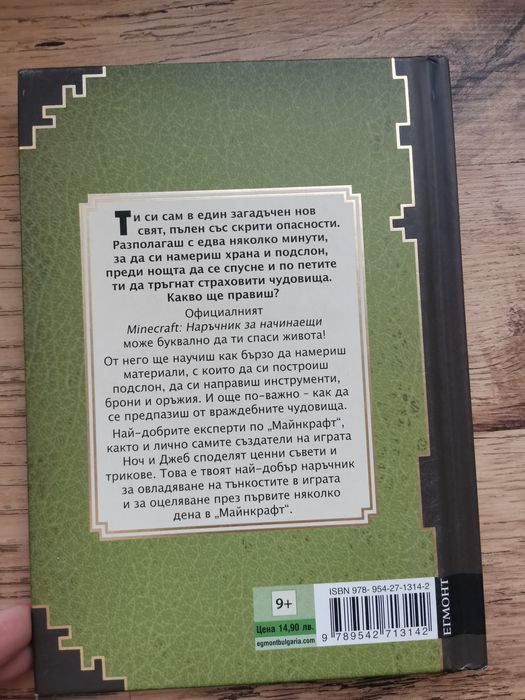 Ти си сам в един загадъчен нов
свят, пълен със скрити опасности.
Разполагаш с едва няколко минути,
за да си намериш храна и подслон,
преди нощта да се спусне и по петите
ти да тръгнат страховити чудовища.
Какво ще правиш?
Официалният
Minecraft: Наръчник за начинаещи
може буквално да ти спаси живота!
От него ще научиш как бързо да намериш
материали, с които да си построиш
подслон, да си направиш инструменти,
брони и оръжия. И още по-важно – как да
се предпазиш от враждебните чудовища.
Най-добрите експерти по „Майнкрафт“,
както и лично самите създатели на играта
Ноч и Джеб споделят ценни съвети и
трикове. Това е твоят най-добър наръчник
за овладяване на тънкостите в играта
и за оцеляване през първите няколко
дена в „Майнкрафт“.
9+
Цена 14,90 лв.
egmontbulgaria.com
ISBN 978- 954-27-1314-2
9 789542 713142
ЕГМОНТ